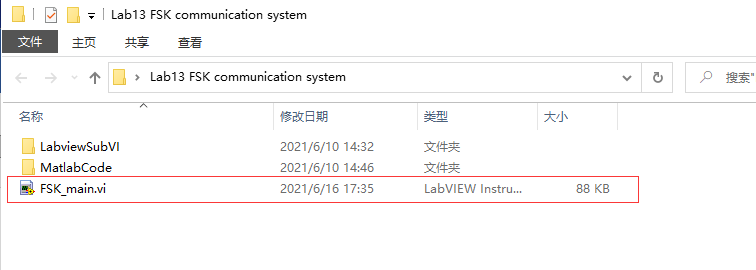 Lab13 FSK communication system
文件 主页 共享 查看
Lab13 FSK communication system 搜索"
名称 修改日期 类型 大小
LabviewSubVI 2021/6/10 14:32 文件夹
MatlabCode 2021/6/10 14:46 文件夹
FSK_main.vi 2021/6/16 17:35 LabVIEW Instru... 88 KB